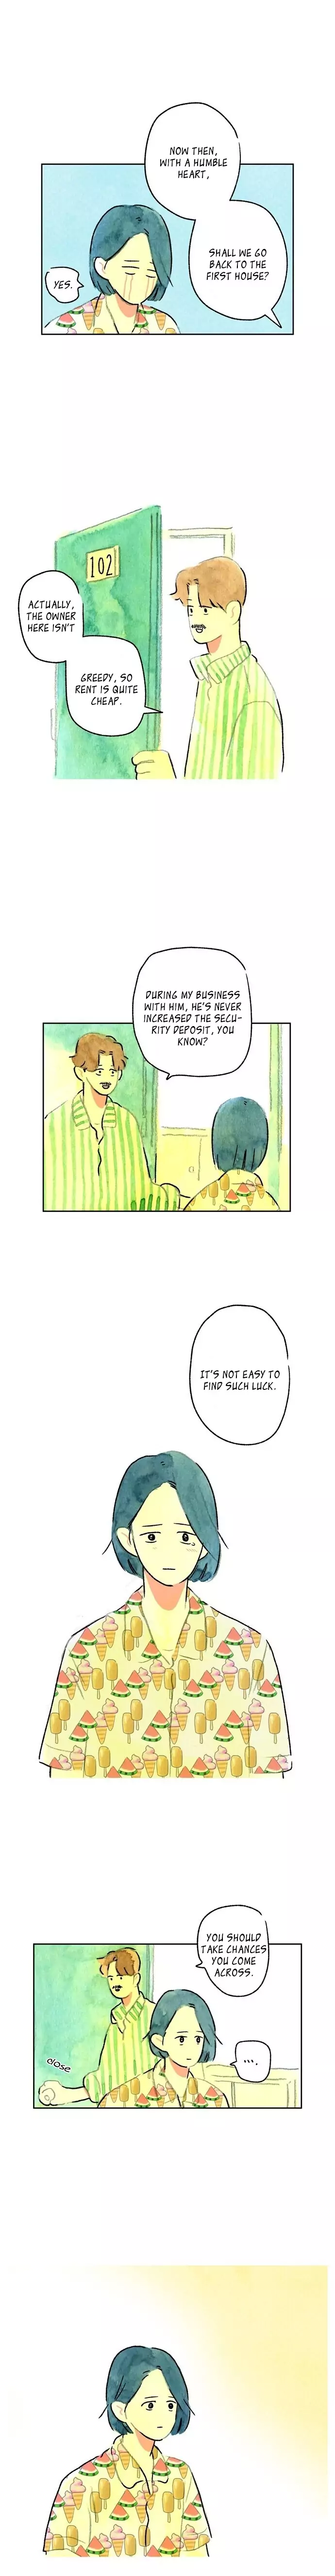 NOW THEN,
WITH A HUMBLE
HEART,
SHALL WE GO
BACK TO THE
FIRST HOUSE?
YES.
102
ACTUALLY,
THE OWNER
HERE ISN'T
GREEDY, SO
RENT IS QUITE
CHEAP.
DURING MY BUSINESS
WITH HIM, HE'S NEVER
INCREASED THE SECU-
RITY DEPOSIT, YOU
KNOW?
IT'S NOT EASY TO
FIND SUCH LUCK.
YOU SHOULD
TAKE CHANCES
YOU COME
ACROSS.
close
....